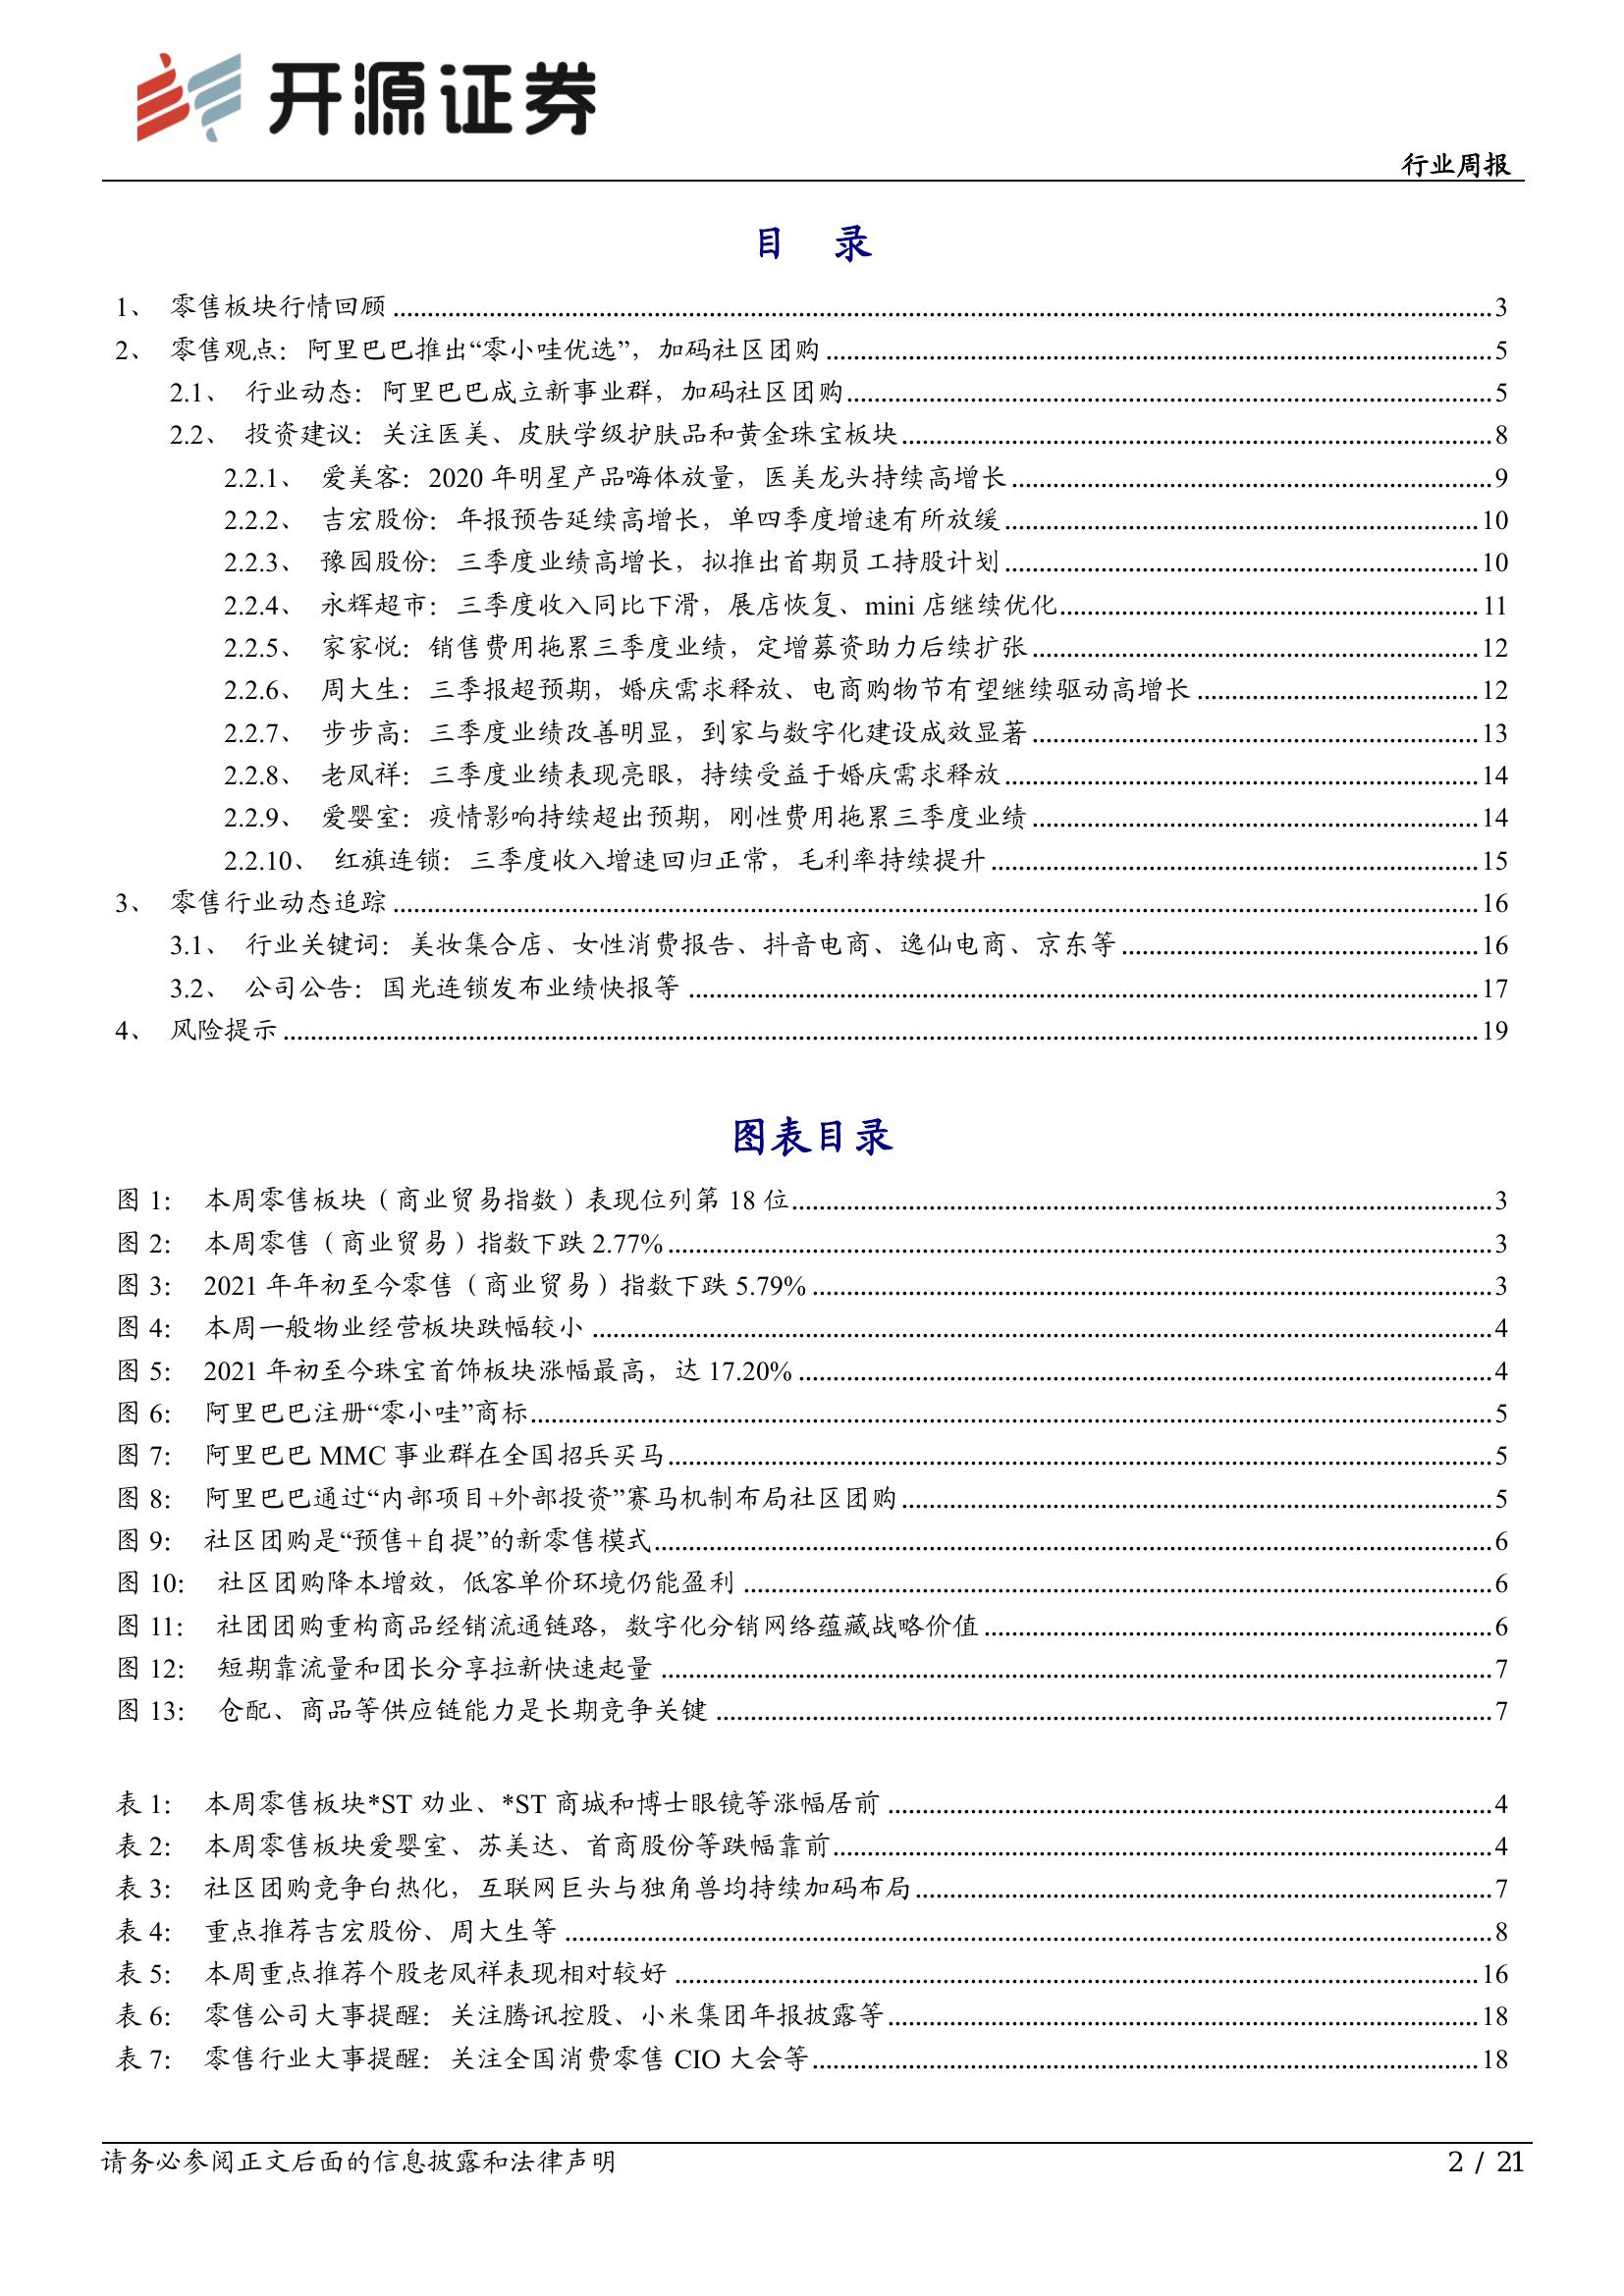 开源证券
行业周报
目 录
1、 零售板块行情回顾 3
2、 零售观点：阿里巴巴推出“零小哇优选”，加码社区团购 5
2.1、 行业动态：阿里巴巴成立新事业群，加码社区团购 5
2.2、 投资建议：关注医美、皮肤学级护肤品和黄金珠宝板块 8
2.2.1、 爱美客：2020 年明星产品嗨体放量，医美龙头持续高增长 9
2.2.2、 吉宏股份：年报预告延续高增长，单四季度增速有所放缓 10
2.2.3、 豫园股份：三季度业绩高增长，拟推出首期员工持股计划 10
2.2.4、 永辉超市：三季度收入同比下滑，展店恢复、mini 店继续优化 11
2.2.5、 家家悦：销售费用拖累三季度业绩，定增募资助力后续扩张 12
2.2.6、 周大生：三季报超预期，婚庆需求释放、电商购物节有望继续驱动高增长 12
2.2.7、 步步高：三季度业绩改善明显，到家与数字化建设成效显著 13
2.2.8、 老凤祥：三季度业绩表现亮眼，持续受益于婚庆需求释放 14
2.2.9、 爱婴室：疫情影响持续超出预期，刚性费用拖累三季度业绩 14
2.2.10、 红旗连锁：三季度收入增速回归正常，毛利率持续提升 15
3、 零售行业动态追踪 16
3.1、 行业关键词：美妆集合店、女性消费报告、抖音电商、逸仙电商、京东等 16
3.2、 公司公告：国光连锁发布业绩快报等 17
4、 风险提示 19
图表目录
图 1： 本周零售板块（商业贸易指数）表现位列第 18 位 3
图 2： 本周零售（商业贸易）指数下跌 2.77% 3
图 3： 2021 年年初至今零售（商业贸易）指数下跌 5.79% 3
图 4： 本周一般物业经营板块跌幅较小 4
图 5： 2021 年初至今珠宝首饰板块涨幅最高，达 17.20% 4
图 6： 阿里巴巴注册“零小哇”商标 5
图 7： 阿里巴巴 MMC 事业群在全国招兵买马 5
图 8： 阿里巴巴通过“内部项目+外部投资”赛马机制布局社区团购 5
图 9： 社区团购是“预售+自提”的新零售模式 6
图 10： 社区团购降本增效，低客单价环境仍能盈利 6
图 11： 社团团购重构商品经销流通链路，数字化分销网络蕴藏战略价值 6
图 12： 短期靠流量和团长分享拉新快速起量 7
图 13： 仓配、商品等供应链能力是长期竞争关键 7
表 1： 本周零售板块*ST 劝业、*ST 商城和博士眼镜等涨幅居前 4
表 2： 本周零售板块爱婴室、苏美达、首商股份等跌幅靠前 4
表 3： 社区团购竞争白热化，互联网巨头与独角兽均持续加码布局 7
表 4： 重点推荐吉宏股份、周大生等 8
表 5： 本周重点推荐个股老凤祥表现相对较好 16
表 6： 零售公司大事提醒：关注腾讯控股、小米集团年报披露等 18
表 7： 零售行业大事提醒：关注全国消费零售 CIO 大会等 18
请务必参阅正文后面的信息披露和法律声明 2 / 21